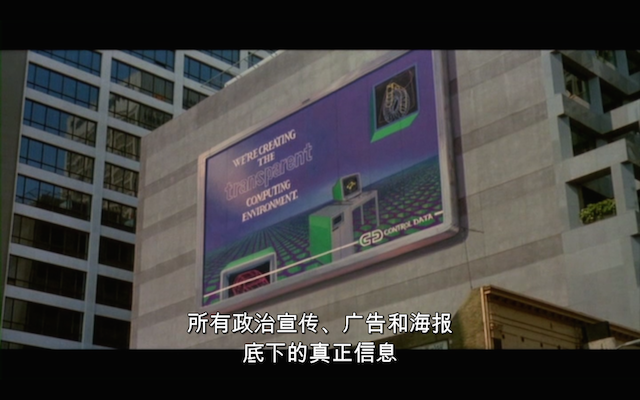 WE'RE CREATING
THE
transparent
COMPUTING
ENVIRONMENT.
CONTROL DATA
所有政治宣传、广告和海报
底下的真正信息